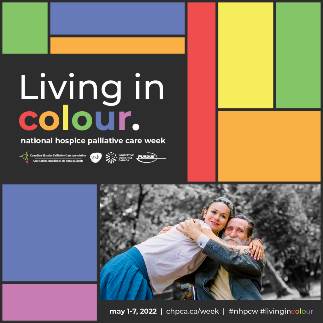 Living in
colour.
national hospice palliative care week
may 1-7, 2022 | chpca.ca/week | #nhpcw #livingincolour